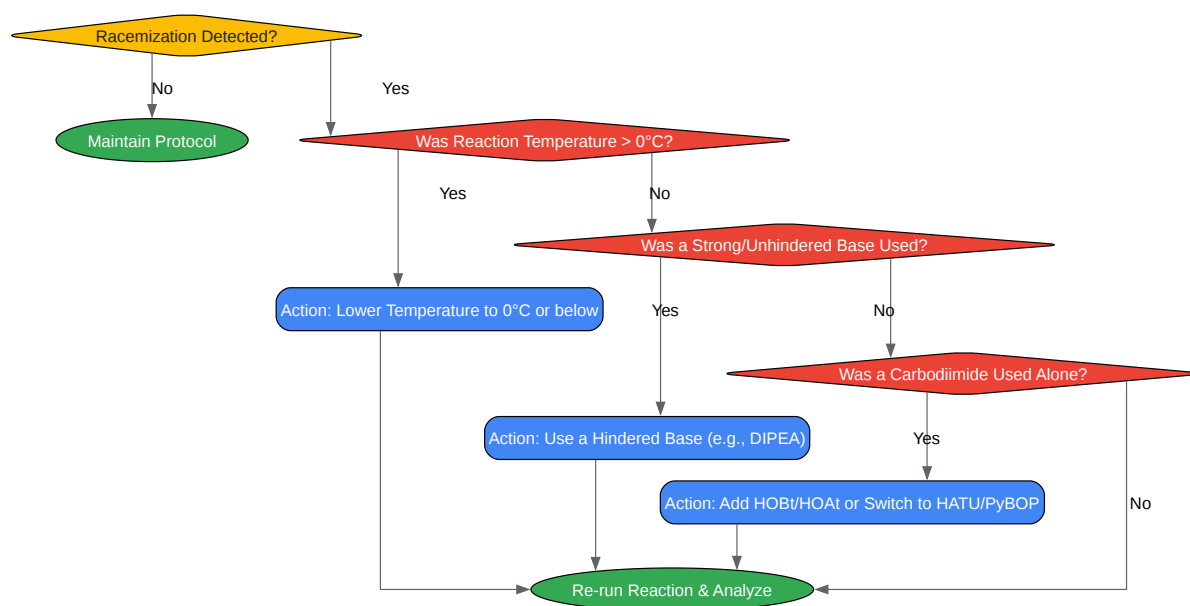 Racemization Detected?
No
Yes
Maintain Protocol
Was Reaction Temperature > 0°C?
Yes
No
Was a Strong/Unhindered Base Used?
Action: Lower Temperature to 0°C or below
Yes
No
Was a Carbodiimide Used Alone?
Action: Use a Hindered Base (e.g., DIPEA)
Yes
Action: Add HOBt/HOAt or Switch to HATU/PyBOP
No
Re-run Reaction & Analyze